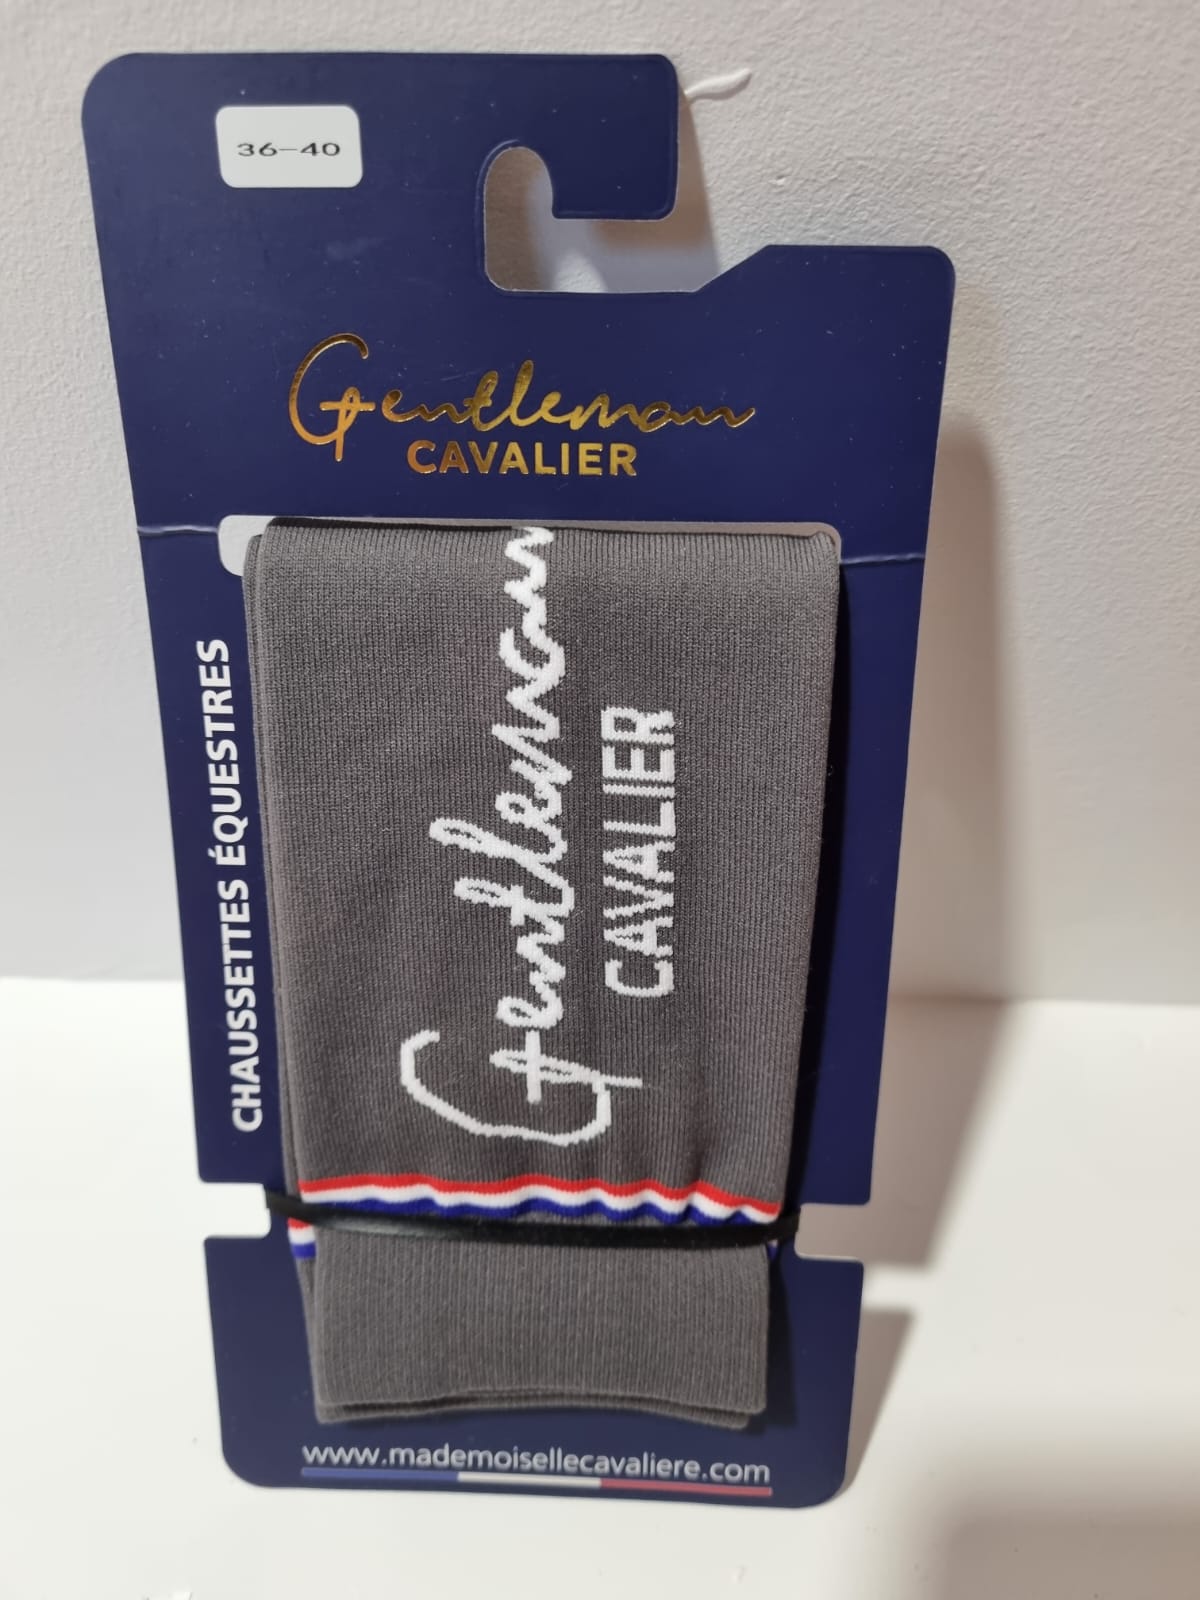 36-40
Gentleman
CAVALIER
CHAUSSETTES ÉQUESTRES
Gentleman
CAVALIER
www.mademoisellecavaliere.com